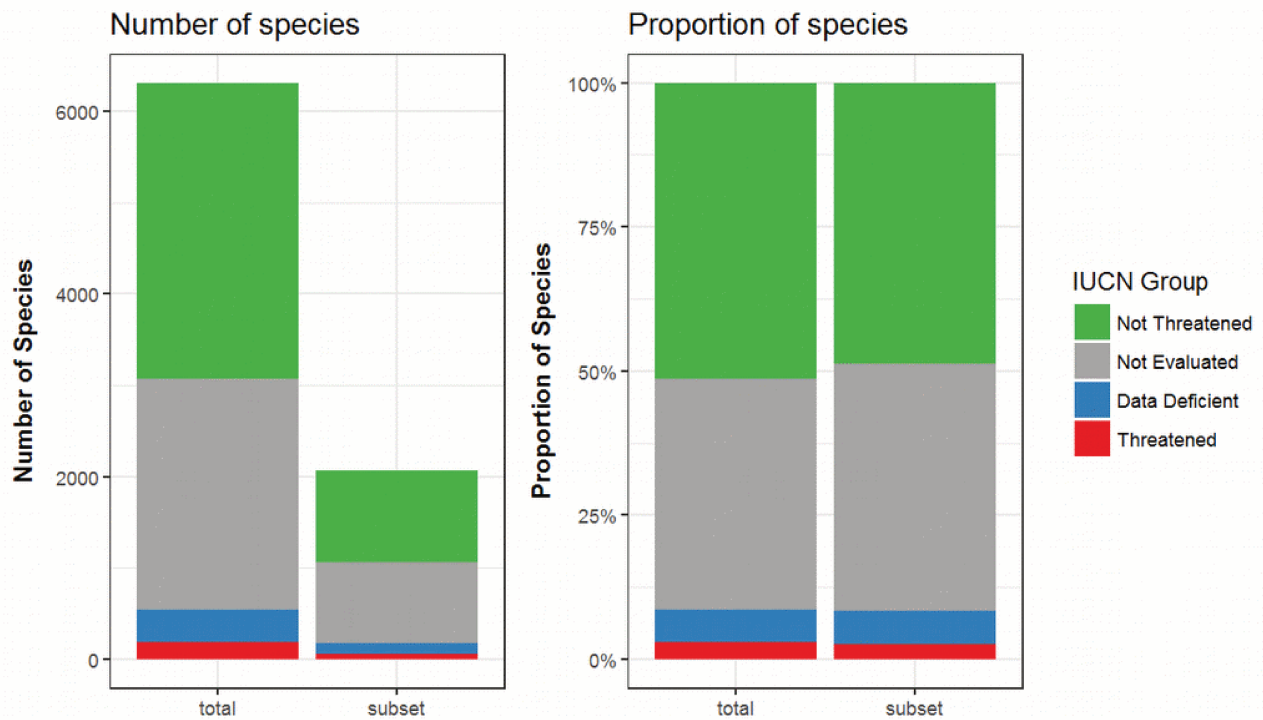 Number of species
Number of Species
6000
4000
2000
0
total
subset
Proportion of species
Proportion of Species
100%
75%
50%
25%
0%
total
subset
IUCN Group
Not Threatened
Not Evaluated
Data Deficient
Threatened